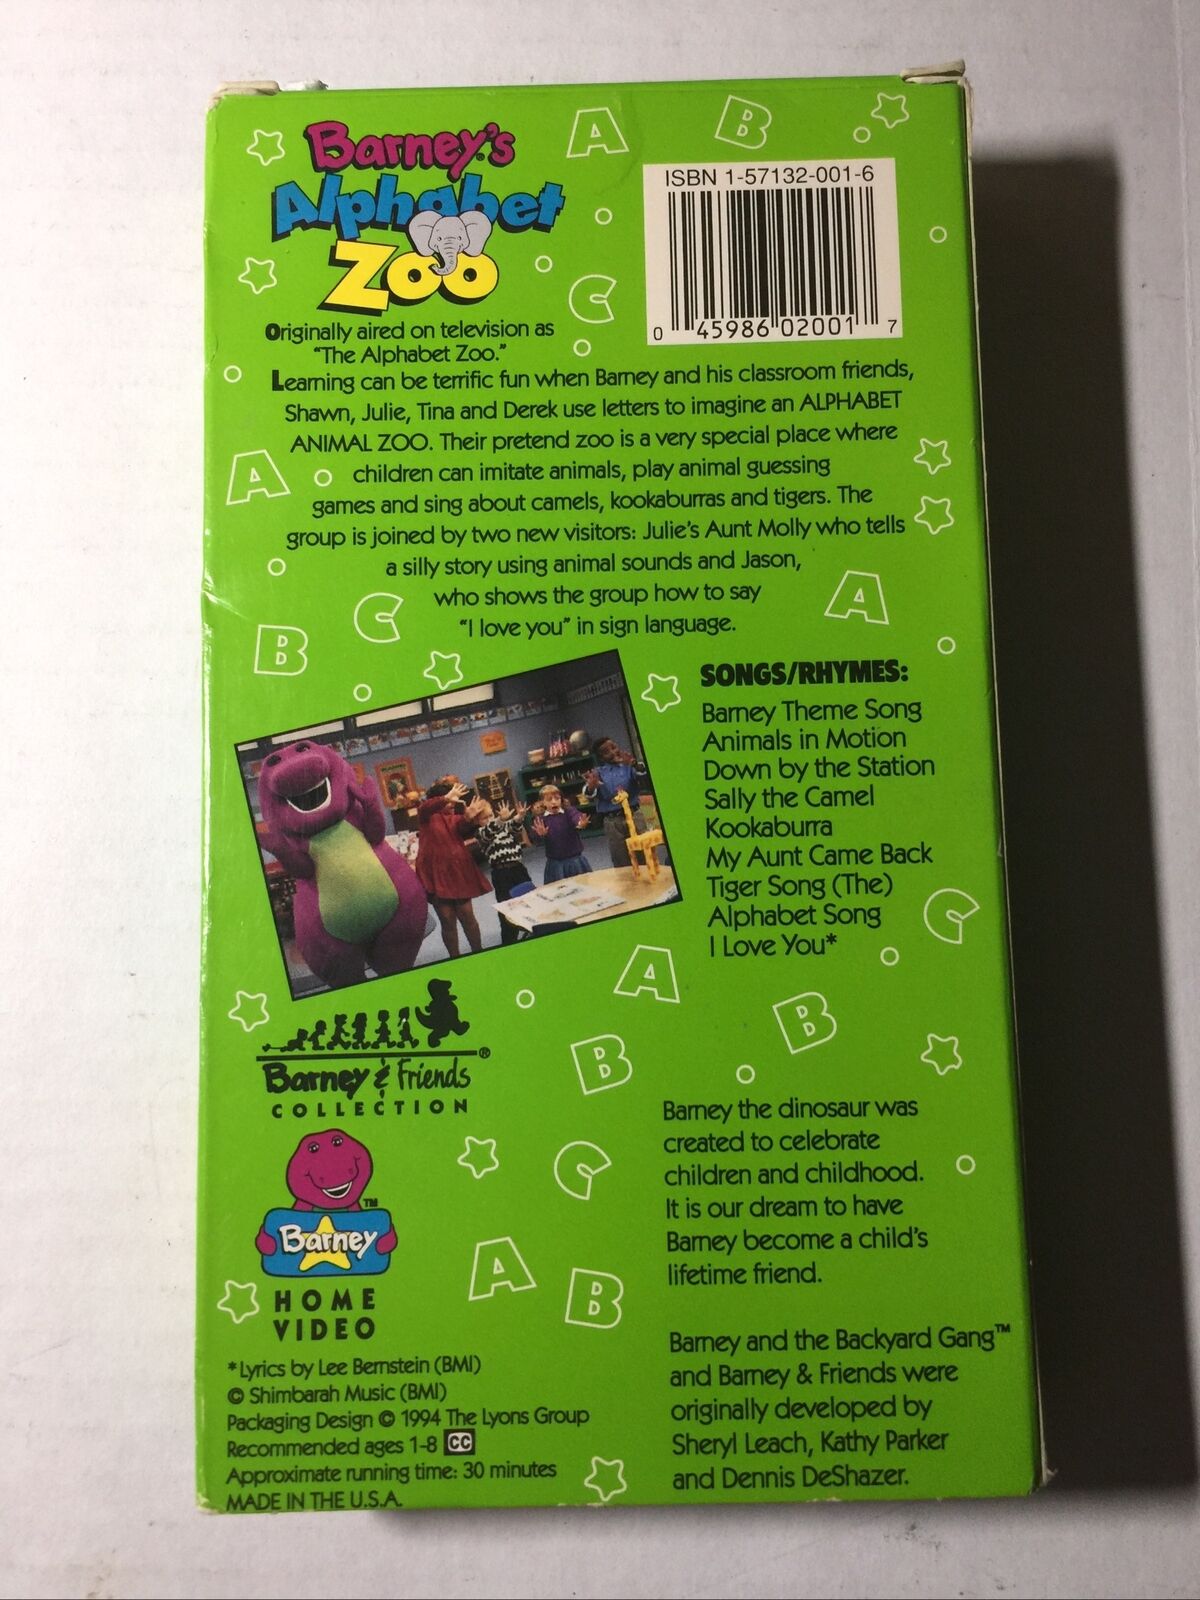 Barney's®
Alphabet
Zoo
ISBN 1-57132-001-6
0 45986 02001 7
Originally aired on television as
"The Alphabet Zoo."
Learning can be terrific fun when Barney and his classroom friends,
Shawn, Julie, Tina and Derek use letters to imagine an ALPHABET
ANIMAL ZOO. Their pretend zoo is a very special place where
children can imitate animals, play animal guessing
games and sing about camels, kookaburras and tigers. The
group is joined by two new visitors: Julie's Aunt Molly who tells
a silly story using animal sounds and Jason,
who shows the group how to say
"I love you" in sign language.
SONGS/RHYMES:
Barney Theme Song
Animals in Motion
Down by the Station
Sally the Camel
Kookaburra
My Aunt Came Back
Tiger Song (The)
Alphabet Song
I Love You*
Barney & Friends®
COLLECTION
Barney™
HOME
VIDEO
*Lyrics by Lee Bernstein (BMI)
© Shimbarah Music (BMI)
Packaging Design © 1994 The Lyons Group
Recommended ages 1-8 CC
Approximate running time: 30 minutes
MADE IN THE U.S.A.
Barney the dinosaur was
created to celebrate
children and childhood.
It is our dream to have
Barney become a child's
lifetime friend.
Barney and the Backyard Gang™
and Barney & Friends were
originally developed by
Sheryl Leach, Kathy Parker
and Dennis DeShazer.
A
B
C
A
C
B
A
C
A
B
B
C
A
B